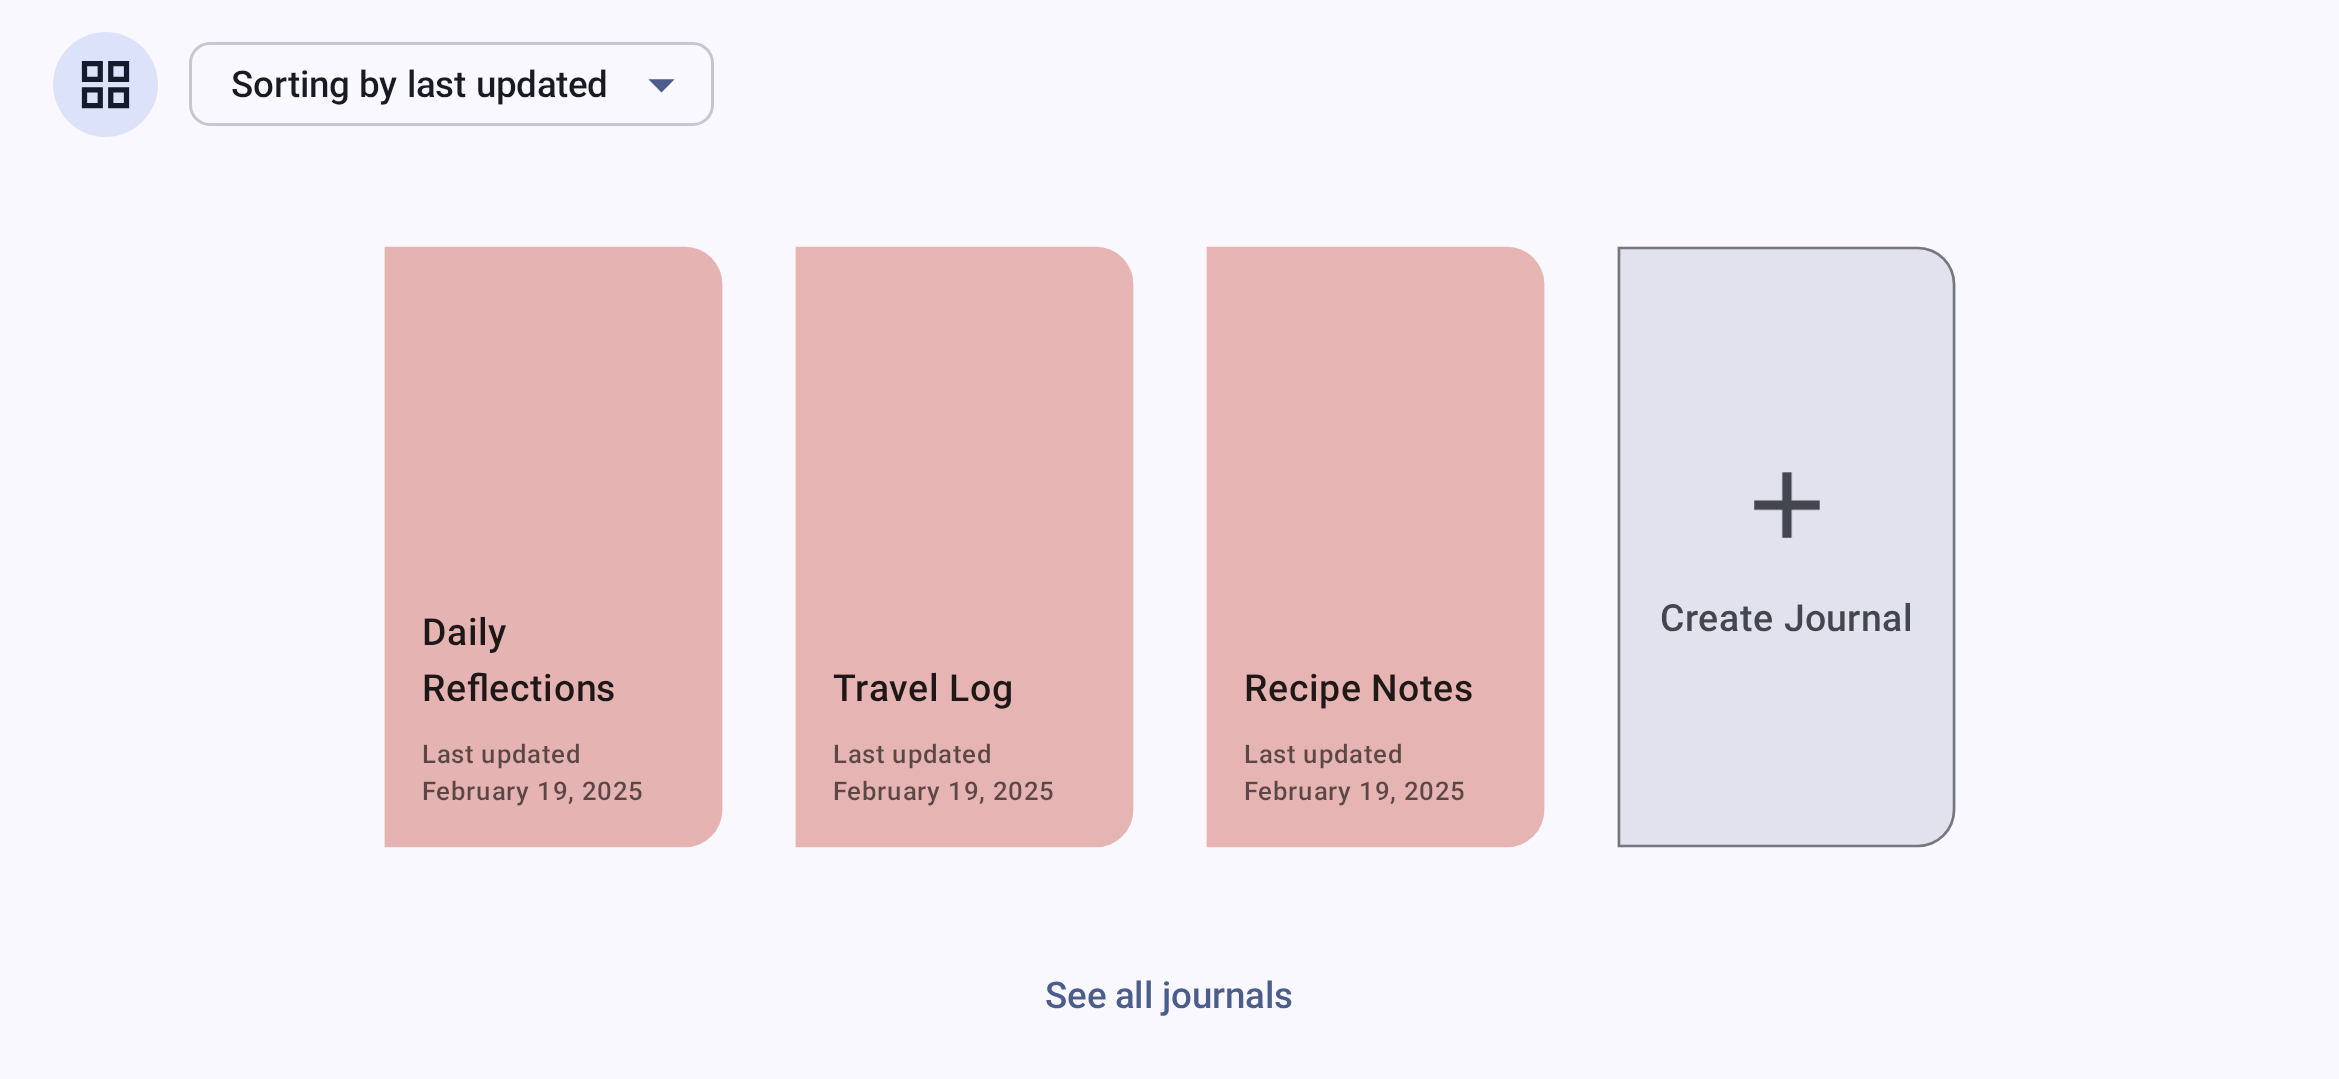 Sorting by last updated
Daily
Reflections
Last updated
February 19, 2025
Travel Log
Last updated
February 19, 2025
Recipe Notes
Last updated
February 19, 2025
Create Journal
See all journals